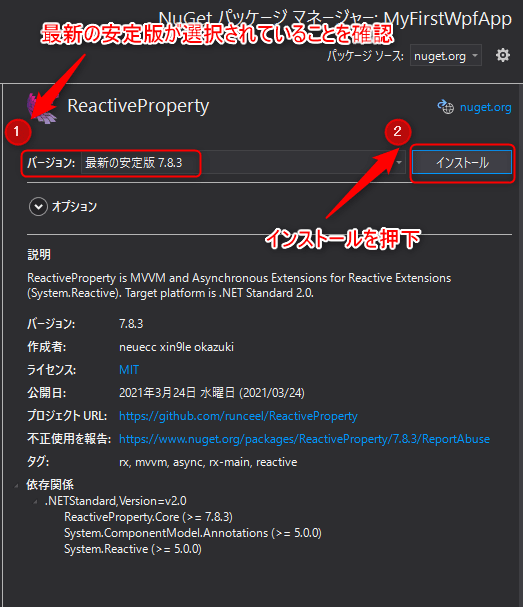 NuGet パッケージ マネージャー: MyFirstWpfApp
最新の安定版が選択されていることを確認
パッケージ ソース: nuget.org
ReactiveProperty
nuget.org
1
2
バージョン: 最新の安定版 7.8.3
インストール
オプション
インストールを押下
説明
ReactiveProperty is MVVM and Asynchronous Extensions for Reactive Extensions
(System.Reactive). Target platform is .NET Standard 2.0.
バージョン: 7.8.3
作成者: neuecc xin9le okazuki
ライセンス: MIT
公開日: 2021年3月24日 水曜日 (2021/03/24)
プロジェクト URL: https://github.com/runceel/ReactiveProperty
不正使用を報告: https://www.nuget.org/packages/ReactiveProperty/7.8.3/ReportAbuse
タグ: rx, mvvm, async, rx-main, reactive
依存関係
.NETStandard,Version=v2.0
ReactiveProperty.Core (>= 7.8.3)
System.ComponentModel.Annotations (>= 5.0.0)
System.Reactive (>= 5.0.0)